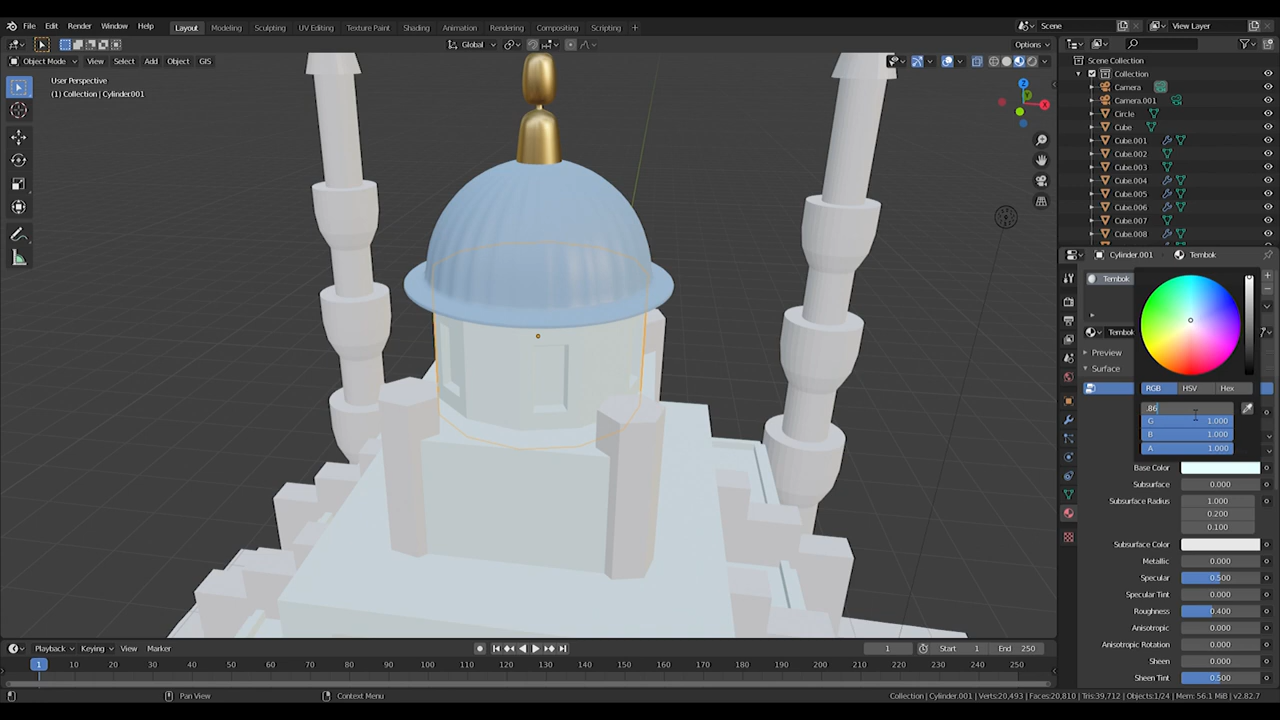 File Edit Render Window Help Layout Modeling Sculpting UV Editing Texture Paint Shading Animation Rendering Compositing Scripting + Scene View Layer
Global Options
Object Mode View Select Add Object GIS
User Perspective
(1) Collection | Cylinder001
Z
Y
X
Scene Collection
Collection
Camera
Camera.001
Circle
Cube
Cube.001
Cube.002
Cube.003
Cube.004
Cube.005
Cube.006
Cube.007
Cube.008
Cylinder.001 Tembok
Tembok
Tembok
Preview
Surface
RGB HSV Hex
.86
G 1.000
B 1.000
A 1.000
Base Color
Subsurface 0.000
Subsurface Radius 1.000
0.200
0.100
Subsurface Color
Metallic 0.000
Specular 0.500
Specular Tint 0.000
Roughness 0.400
Anisotropic 0.000
Anisotropic Rotation 0.000
Sheen 0.000
Sheen Tint 0.500
Playback Keying View Marker 1 Start 1 End 250
1 10 20 30 40 50 60 70 80 90 100 110 120 130 140 150 160 170 180 190 200 210 220 230 240 250
Pan View Context Menu Collection | Cylinder.001 | Verts:20,493 | Faces:20,810 | Tris:39,712 | Objects:1/24 | Mem: 56.1 MiB | v2.82.7